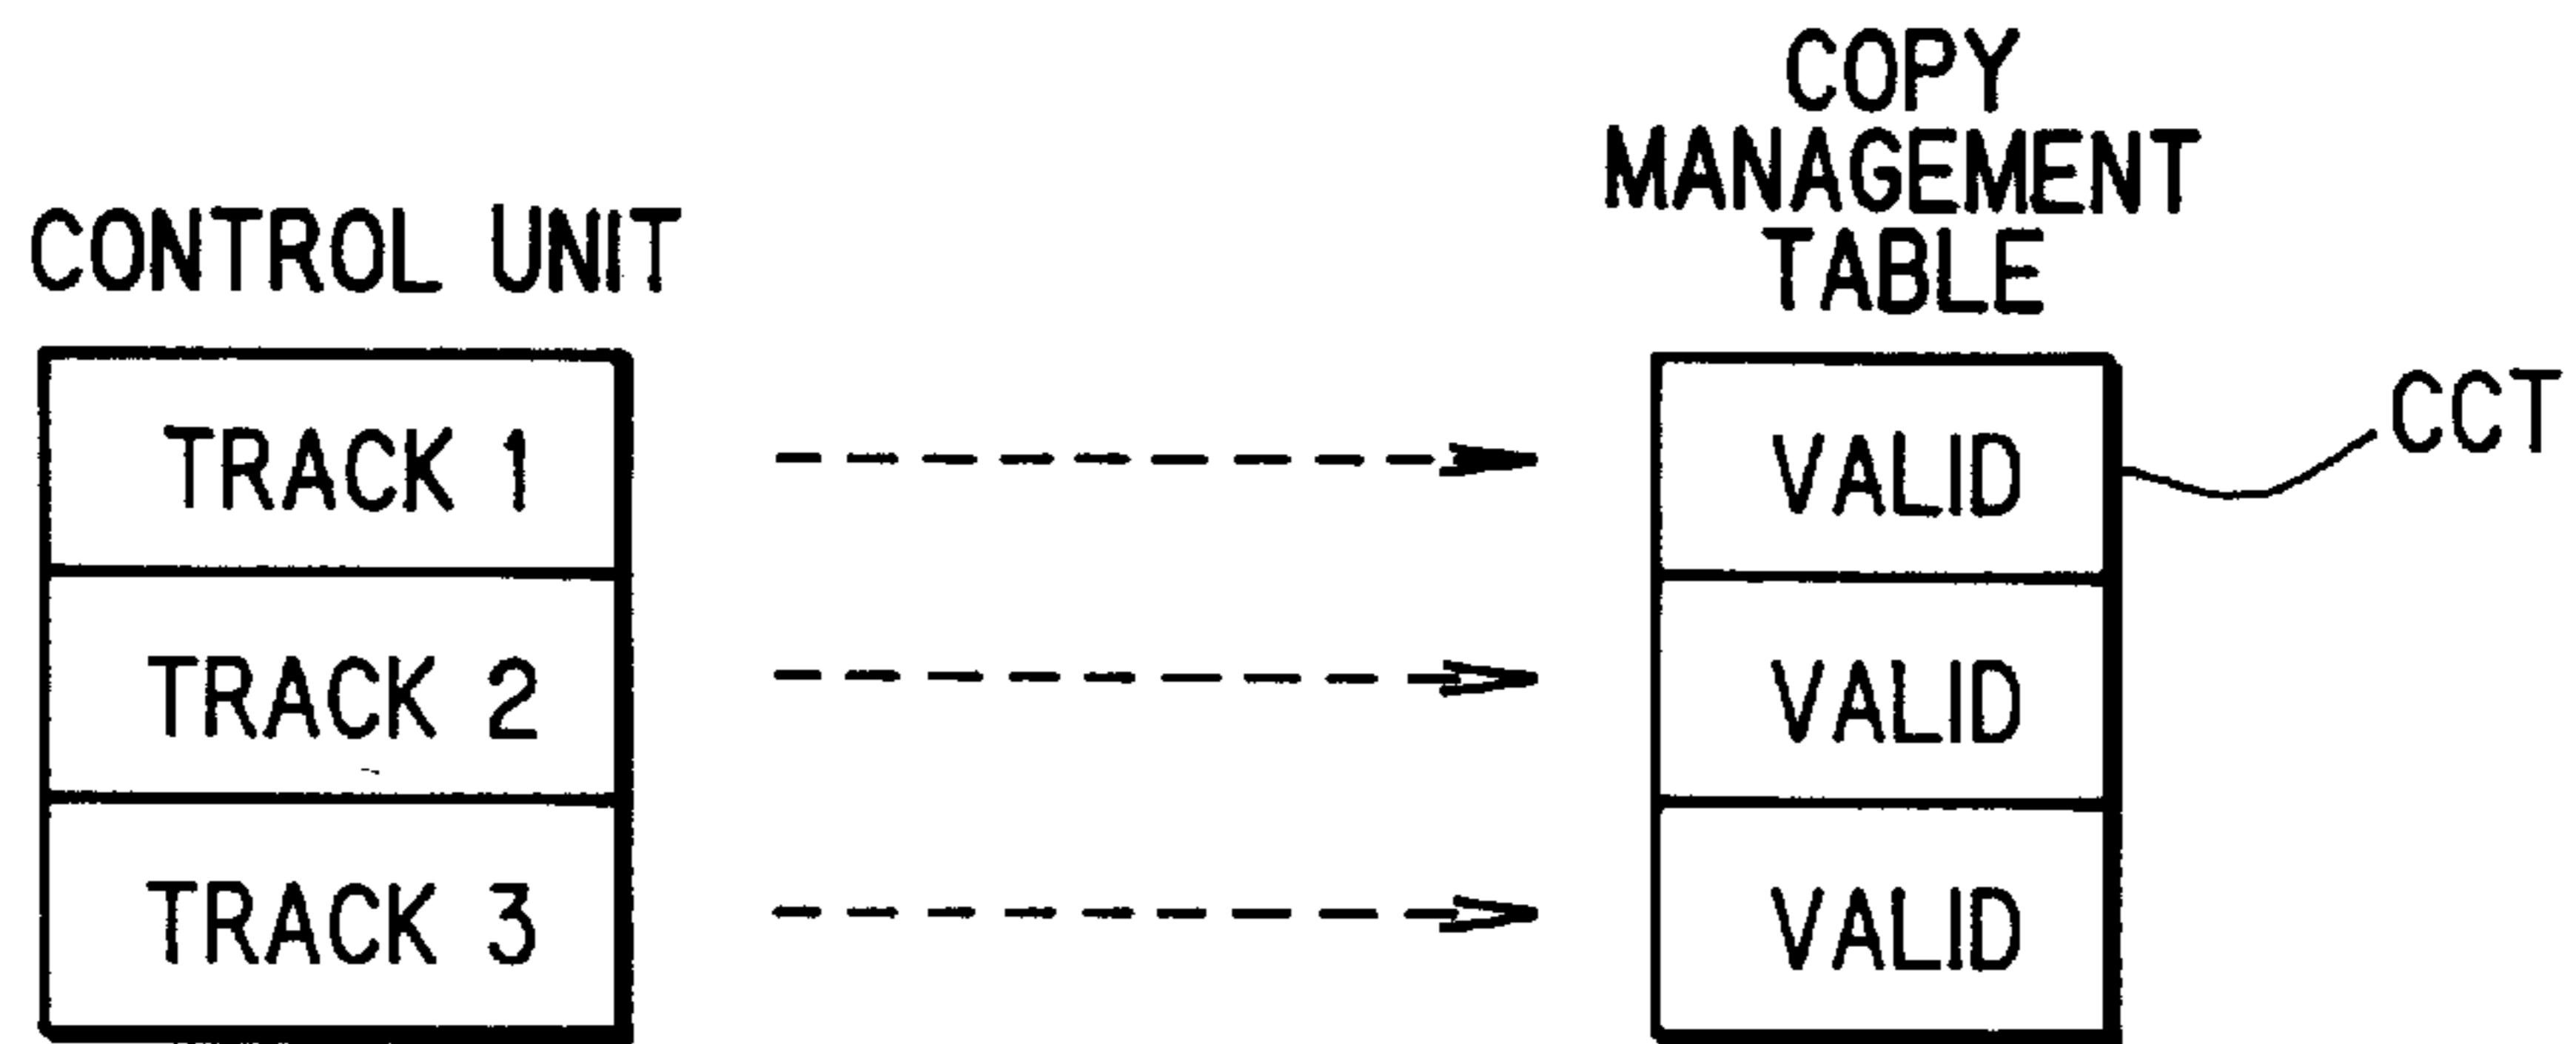 COPY
MANAGEMENT
TABLE
CONTROL UNIT
TRACK 1
VALID
CCT
TRACK 2
VALID
TRACK 3
VALID